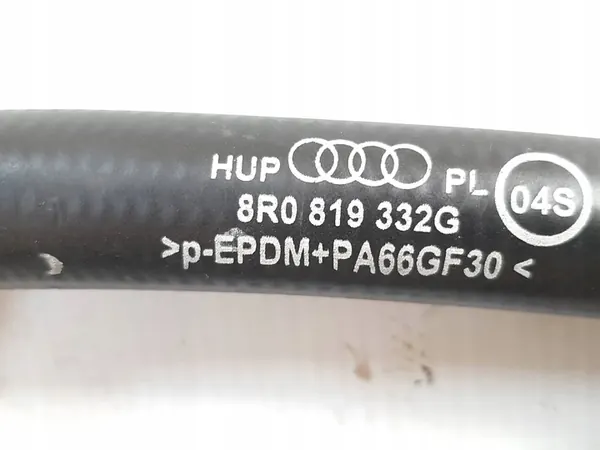 HUP PL 04S
8R0 819 332G
>p-EPDM+PA66GF30<